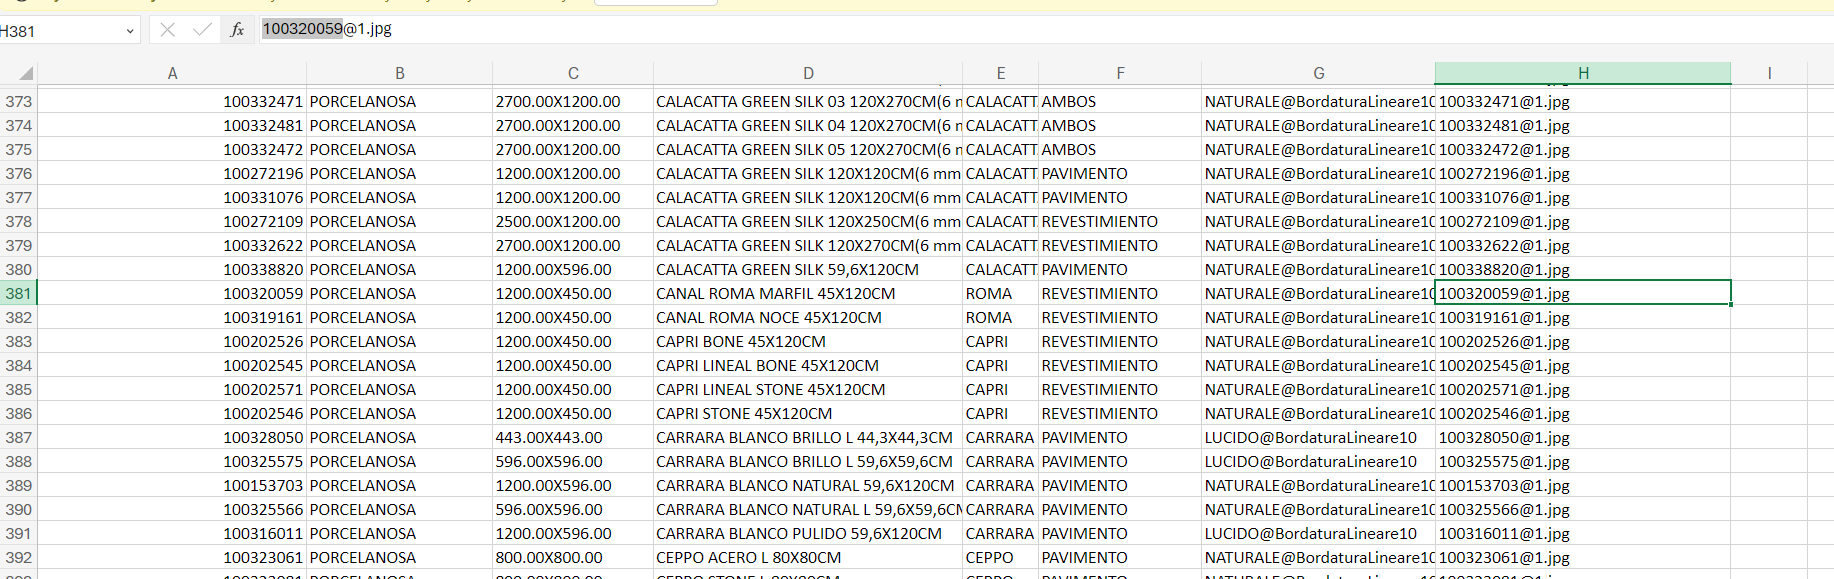 H381 fx 100320059@1.jpg
A B C D E F G H I
373 100332471 PORCELANOSA 2700.00X1200.00 CALACATTA GREEN SILK 03 120X270CM(6 m CALACATT AMBOS NATURALE@BordaturaLineare10 100332471@1.jpg
374 100332481 PORCELANOSA 2700.00X1200.00 CALACATTA GREEN SILK 04 120X270CM(6 m CALACATT AMBOS NATURALE@BordaturaLineare10 100332481@1.jpg
375 100332472 PORCELANOSA 2700.00X1200.00 CALACATTA GREEN SILK 05 120X270CM(6 m CALACATT AMBOS NATURALE@BordaturaLineare10 100332472@1.jpg
376 100272196 PORCELANOSA 1200.00X1200.00 CALACATTA GREEN SILK 120X120CM(6 mm CALACATT PAVIMENTO NATURALE@BordaturaLineare10 100272196@1.jpg
377 100331076 PORCELANOSA 1200.00X1200.00 CALACATTA GREEN SILK 120X120CM(6 mm CALACATT PAVIMENTO NATURALE@BordaturaLineare10 100331076@1.jpg
378 100272109 PORCELANOSA 2500.00X1200.00 CALACATTA GREEN SILK 120X250CM(6 mm CALACATT REVESTIMIENTO NATURALE@BordaturaLineare10 100272109@1.jpg
379 100332622 PORCELANOSA 2700.00X1200.00 CALACATTA GREEN SILK 120X270CM(6 mm CALACATT REVESTIMIENTO NATURALE@BordaturaLineare10 100332622@1.jpg
380 100338820 PORCELANOSA 1200.00X596.00 CALACATTA GREEN SILK 59,6X120CM CALACATT PAVIMENTO NATURALE@BordaturaLineare10 100338820@1.jpg
381 100320059 PORCELANOSA 1200.00X450.00 CANAL ROMA MARFIL 45X120CM ROMA REVESTIMIENTO NATURALE@BordaturaLineare10 100320059@1.jpg
382 100319161 PORCELANOSA 1200.00X450.00 CANAL ROMA NOCE 45X120CM ROMA REVESTIMIENTO NATURALE@BordaturaLineare10 100319161@1.jpg
383 100202526 PORCELANOSA 1200.00X450.00 CAPRI BONE 45X120CM CAPRI REVESTIMIENTO NATURALE@BordaturaLineare10 100202526@1.jpg
384 100202545 PORCELANOSA 1200.00X450.00 CAPRI LINEAL BONE 45X120CM CAPRI REVESTIMIENTO NATURALE@BordaturaLineare10 100202545@1.jpg
385 100202571 PORCELANOSA 1200.00X450.00 CAPRI LINEAL STONE 45X120CM CAPRI REVESTIMIENTO NATURALE@BordaturaLineare10 100202571@1.jpg
386 100202546 PORCELANOSA 1200.00X450.00 CAPRI STONE 45X120CM CAPRI REVESTIMIENTO NATURALE@BordaturaLineare10 100202546@1.jpg
387 100328050 PORCELANOSA 443.00X443.00 CARRARA BLANCO BRILLO L 44,3X44,3CM CARRARA PAVIMENTO LUCIDO@BordaturaLineare10 100328050@1.jpg
388 100325575 PORCELANOSA 596.00X596.00 CARRARA BLANCO BRILLO L 59,6X59,6CM CARRARA PAVIMENTO LUCIDO@BordaturaLineare10 100325575@1.jpg
389 100153703 PORCELANOSA 1200.00X596.00 CARRARA BLANCO NATURAL 59,6X120CM CARRARA PAVIMENTO NATURALE@BordaturaLineare10 100153703@1.jpg
390 100325566 PORCELANOSA 596.00X596.00 CARRARA BLANCO NATURAL L 59,6X59,6CM CARRARA PAVIMENTO NATURALE@BordaturaLineare10 100325566@1.jpg
391 100316011 PORCELANOSA 1200.00X596.00 CARRARA BLANCO PULIDO 59,6X120CM CARRARA PAVIMENTO LUCIDO@BordaturaLineare10 100316011@1.jpg
392 100323061 PORCELANOSA 800.00X800.00 CEPPO ACERO L 80X80CM CEPPO PAVIMENTO NATURALE@BordaturaLineare10 100323061@1.jpg